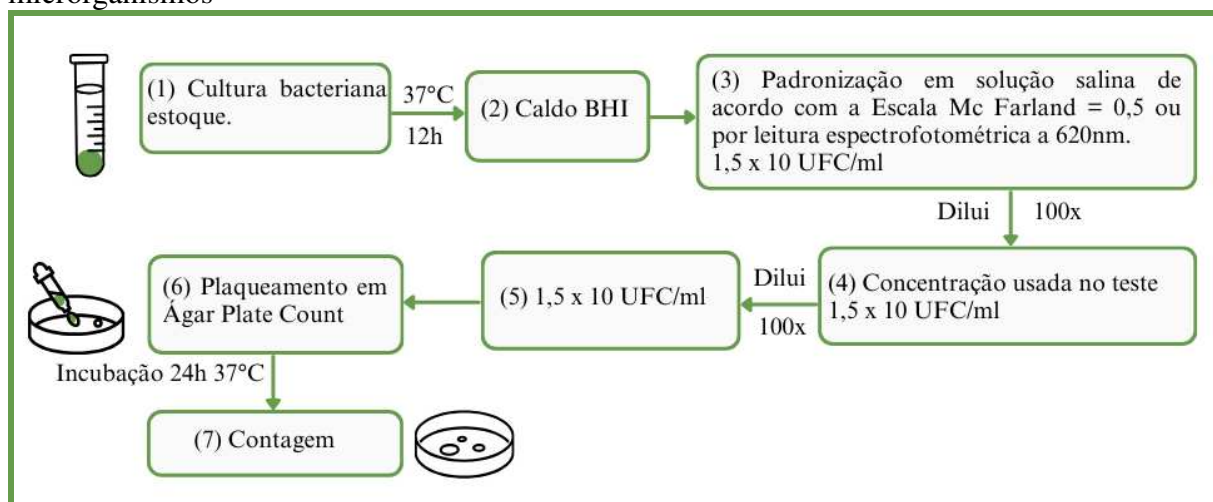 microrganismos
(1) Cultura bacteriana
estoque.
37°C
12h
(2) Caldo BHI
(3) Padronização em solução salina de
acordo com a Escala Mc Farland = 0,5 ou
por leitura espectrofotométrica a 620nm.
1,5 x 10 UFC/ml
Dilui 100x
(4) Concentração usada no teste
1,5 x 10 UFC/ml
Dilui
100x
(5) 1,5 x 10 UFC/ml
(6) Plaqueamento em
Ágar Plate Count
Incubação 24h 37°C
(7) Contagem